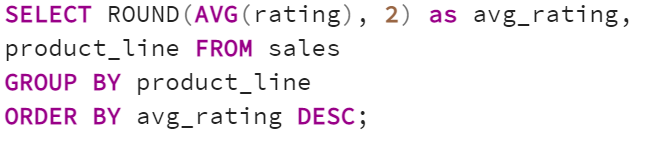 SELECT ROUND(AVG(rating), 2) as avg_rating,
product_line FROM sales
GROUP BY product_line
ORDER BY avg_rating DESC;